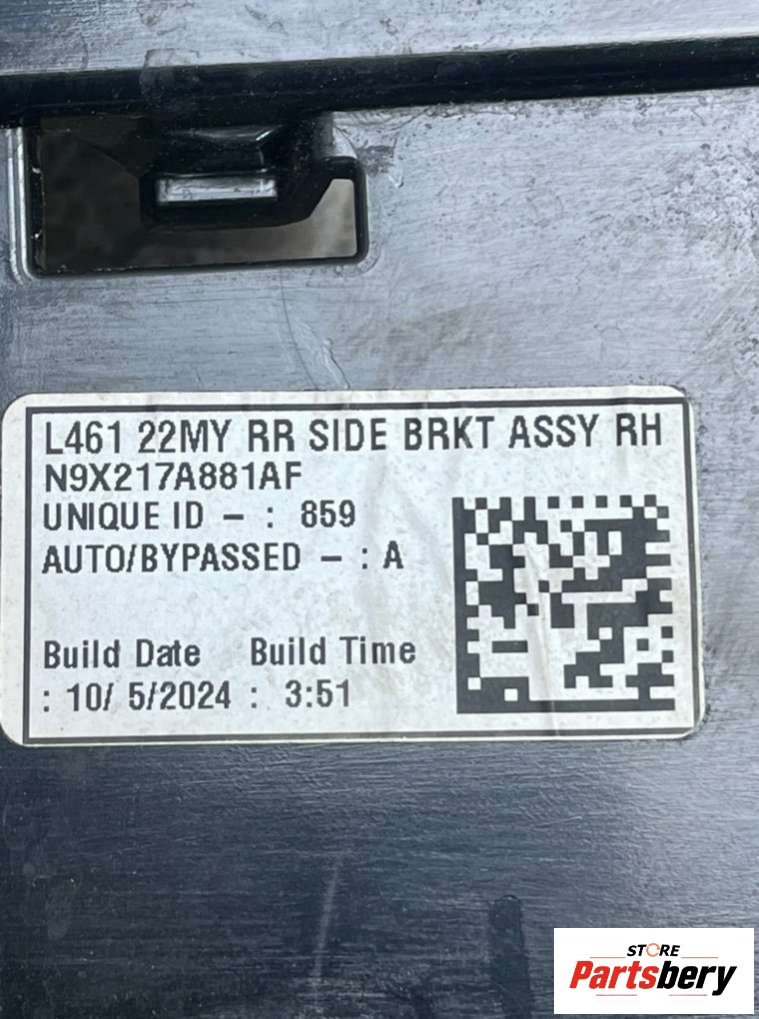 L461 22MY RR SIDE BRKT ASSY RH
N9X217A881AF
UNIQUE ID - : 859
AUTO/BYPASSED - : A
Build Date Build Time
: 10/ 5/2024 : 3:51
STORE
Partsbery